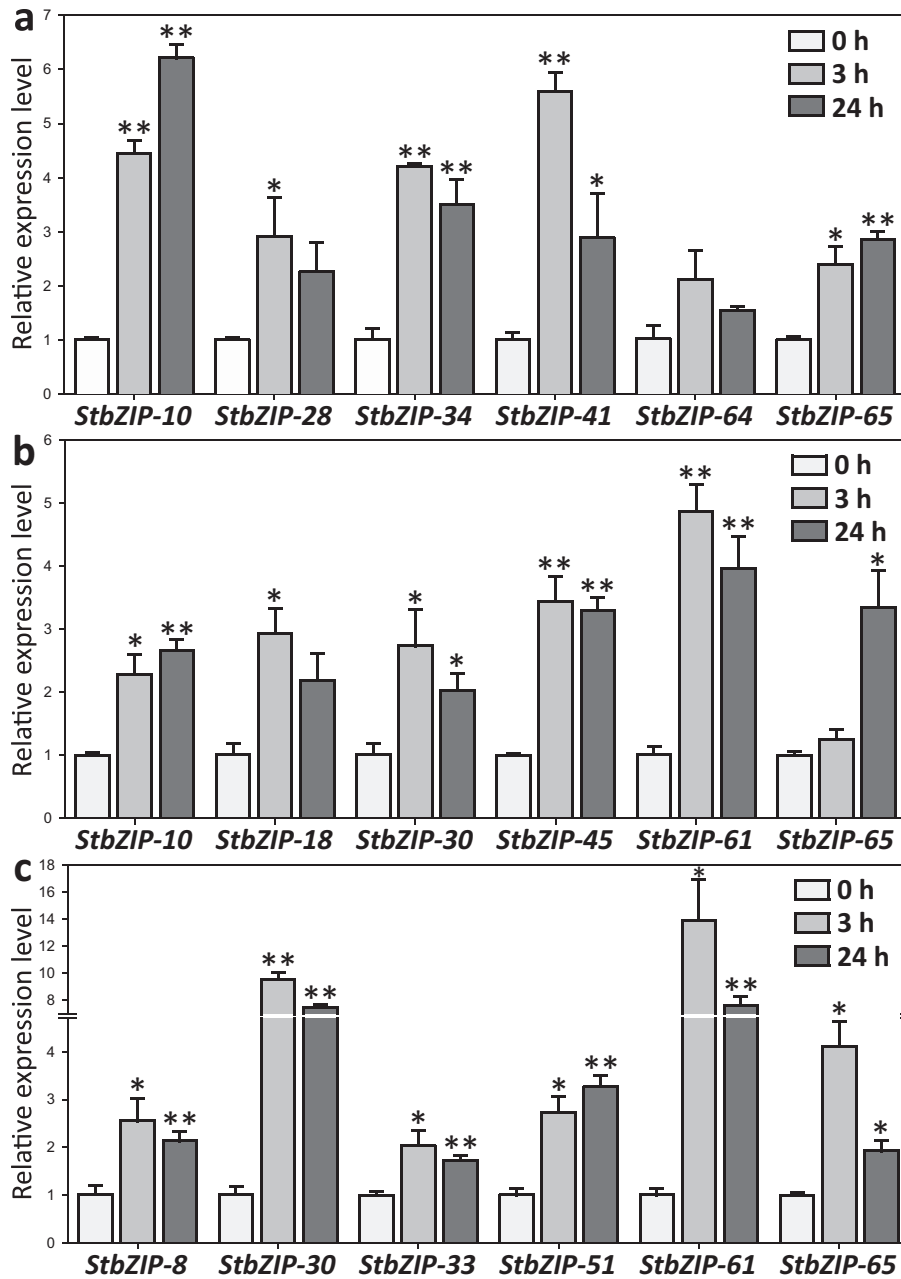 a
Relative expression level
7
6
5
4
3
2
1
0
0 h
3 h
24 h
** ** * ** ** ** * * **
StbZIP-10 StbZIP-28 StbZIP-34 StbZIP-41 StbZIP-64 StbZIP-65
b
Relative expression level
6
5
4
3
2
1
0
0 h
3 h
24 h
* ** * * * ** ** ** ** *
StbZIP-10 StbZIP-18 StbZIP-30 StbZIP-45 StbZIP-61 StbZIP-65
c
Relative expression level
18
16
14
12
10
8
4
3
2
1
0
0 h
3 h
24 h
* ** ** ** * ** * ** * ** * *
StbZIP-8 StbZIP-30 StbZIP-33 StbZIP-51 StbZIP-61 StbZIP-65